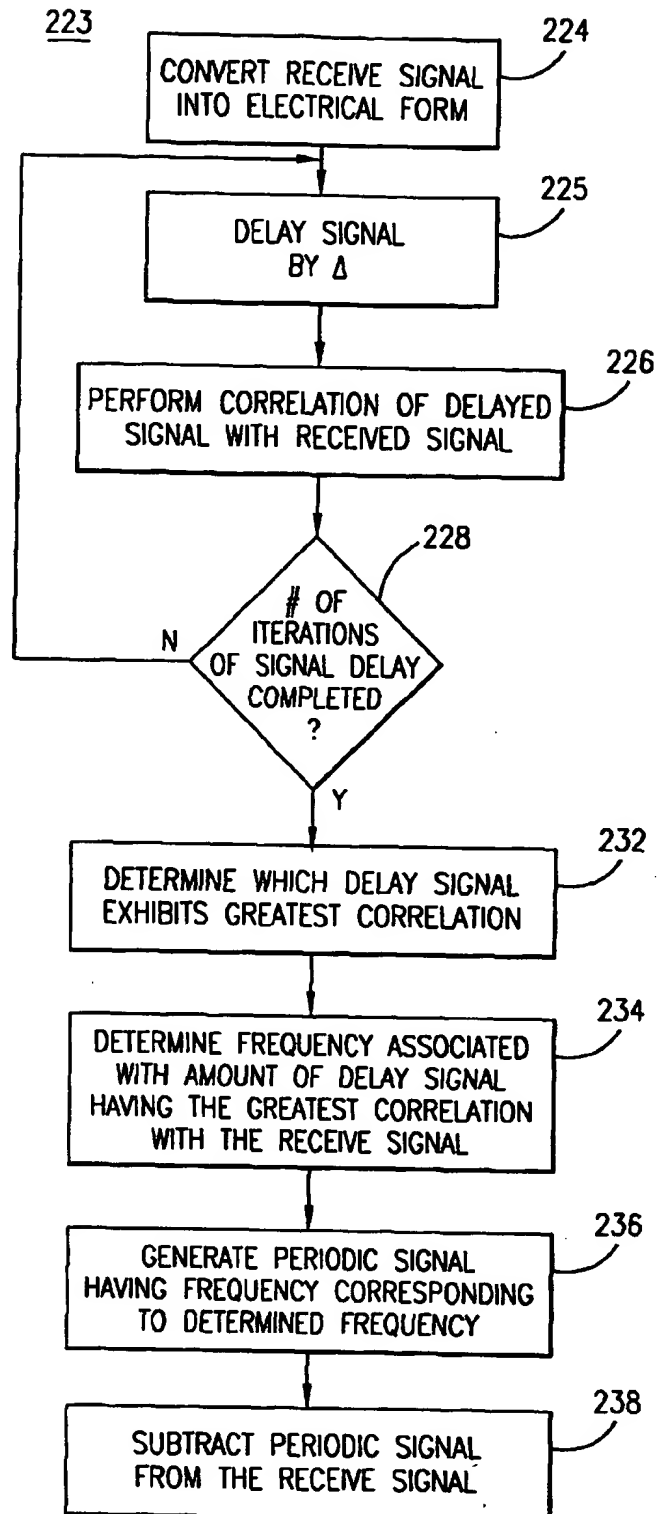 223
224
CONVERT RECEIVE SIGNAL
INTO ELECTRICAL FORM
225
DELAY SIGNAL
BY Δ
226
PERFORM CORRELATION OF DELAYED
SIGNAL WITH RECEIVED SIGNAL
228
# OF
ITERATIONS
OF SIGNAL DELAY
COMPLETED
?
N
Y
232
DETERMINE WHICH DELAY SIGNAL
EXHIBITS GREATEST CORRELATION
234
DETERMINE FREQUENCY ASSOCIATED
WITH AMOUNT OF DELAY SIGNAL
HAVING THE GREATEST CORRELATION
WITH THE RECEIVE SIGNAL
236
GENERATE PERIODIC SIGNAL
HAVING FREQUENCY CORRESPONDING
TO DETERMINED FREQUENCY
238
SUBTRACT PERIODIC SIGNAL
FROM THE RECEIVE SIGNAL